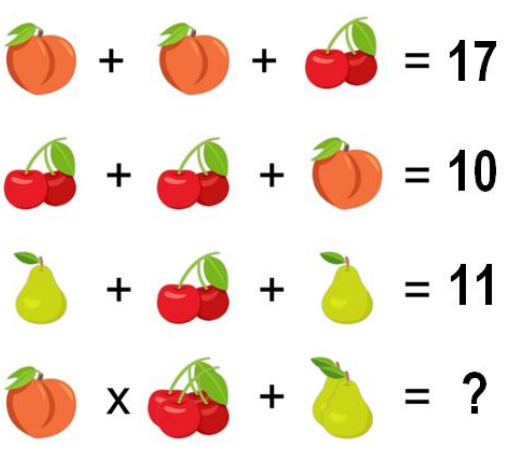 + + = 17
+ + = 10
+ + = 11
x + = ?